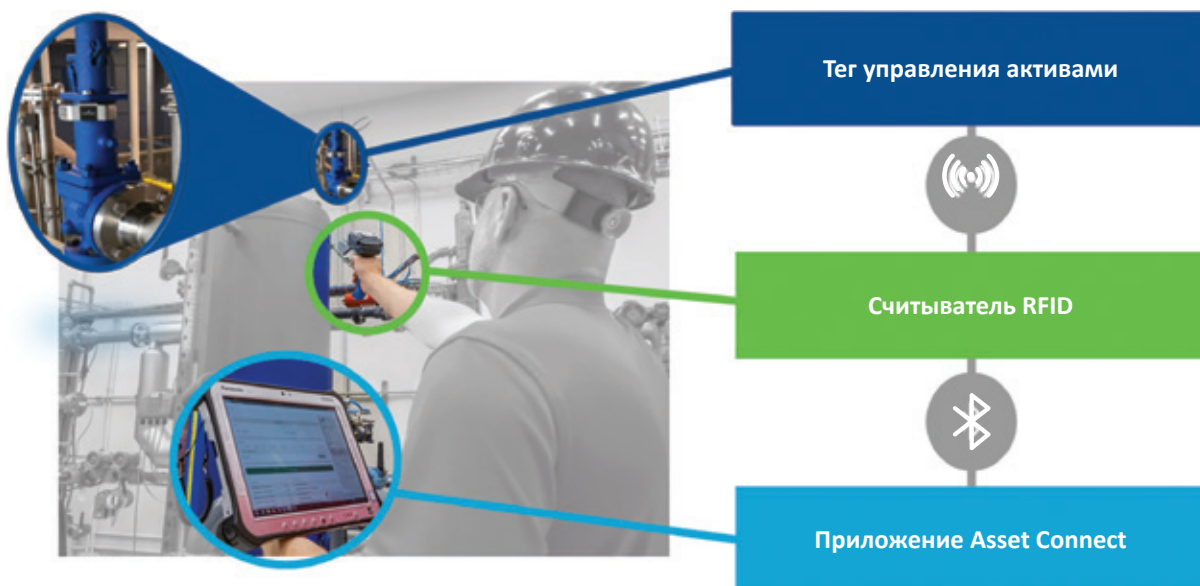 Тег управления активами
Считыватель RFID
Приложение Asset Connect